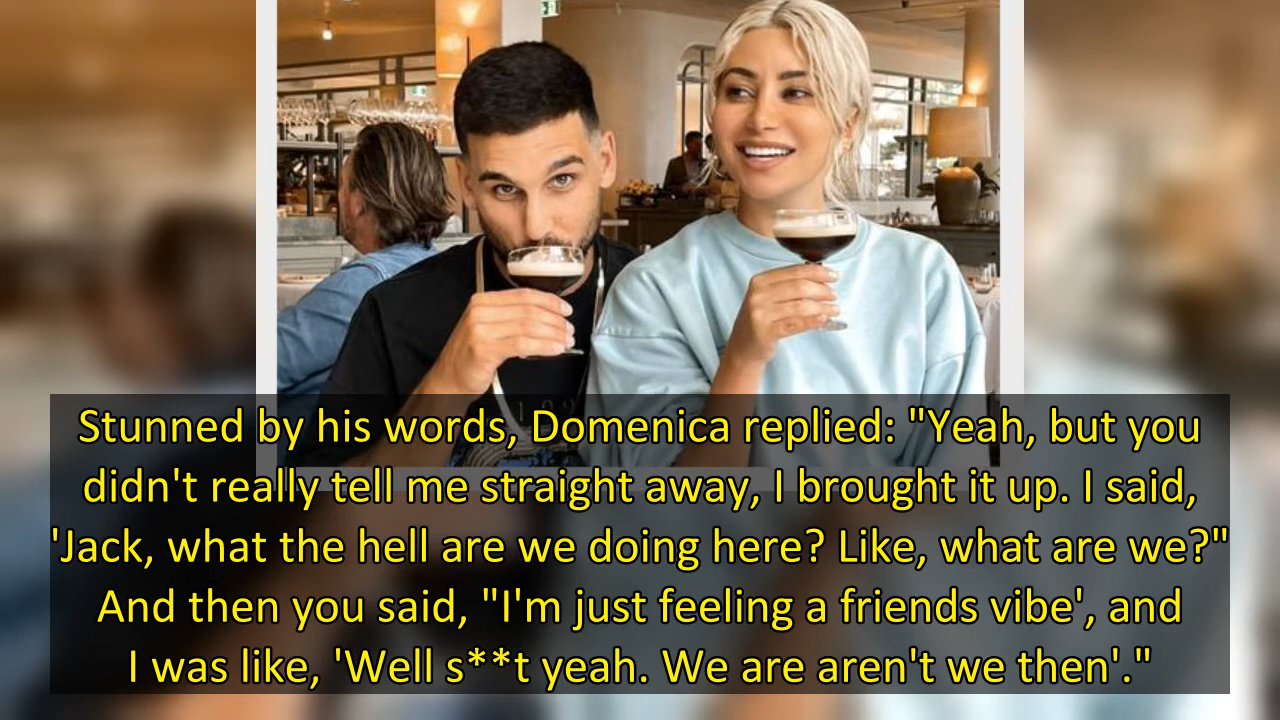 Stunned by his words, Domenica replied: "Yeah, but you
didn't really tell me straight away, I brought it up. I said,
'Jack, what the hell are we doing here? Like, what are we?"
And then you said, "I'm just feeling a friends vibe', and
I was like, 'Well s**t yeah. We are aren't we then'."